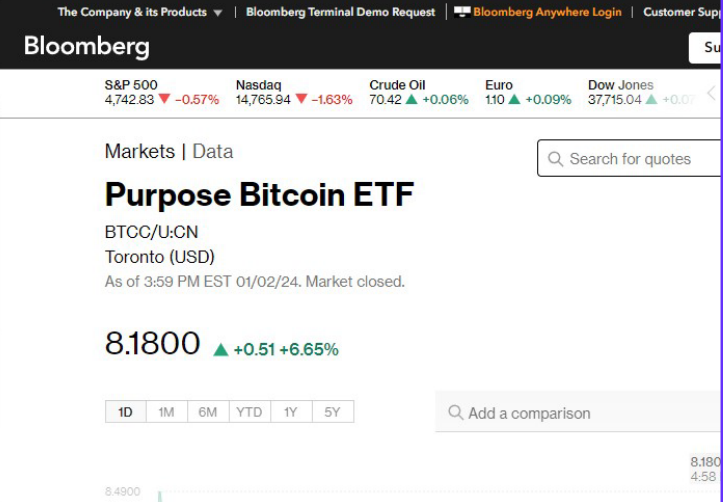 The Company & its Products ▼ | Bloomberg Terminal Demo Request | Bloomberg Anywhere Login | Customer Supp
Bloomberg
Su
S&P 500 Nasdaq Crude Oil Euro Dow Jones
4,742.83 ▼ −0.57% 14,765.94 ▼ −1.63% 70.42 ▲ +0.06% 1.10 ▲ +0.09% 37,715.04 ▲ +0.07
Markets | Data
Search for quotes
Purpose Bitcoin ETF
BTCC/U:CN
Toronto (USD)
As of 3:59 PM EST 01/02/24. Market closed.
8.1800 ▲ +0.51 +6.65%
1D 1M 6M YTD 1Y 5Y
Add a comparison
8.180
4:58
8.4900